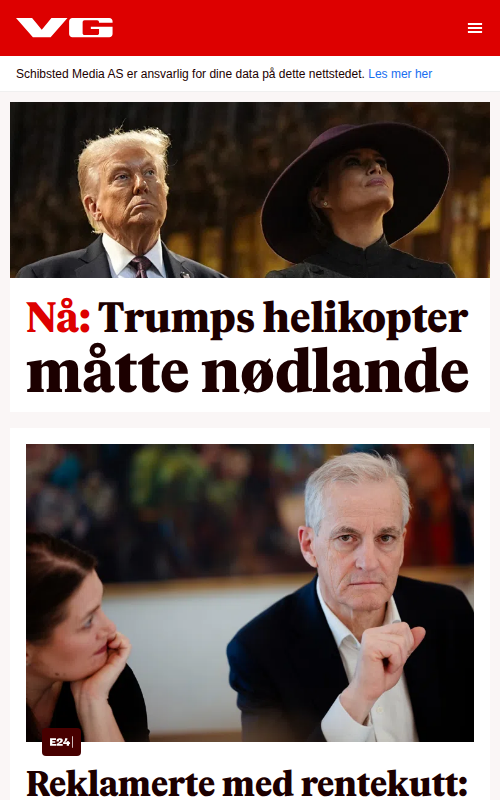 VG
Schibsted Media AS er ansvarlig for dine data på dette nettstedet. Les mer her
Nå: Trumps helikopter
måtte nødlande
E24
Reklamerte med rentekutt: